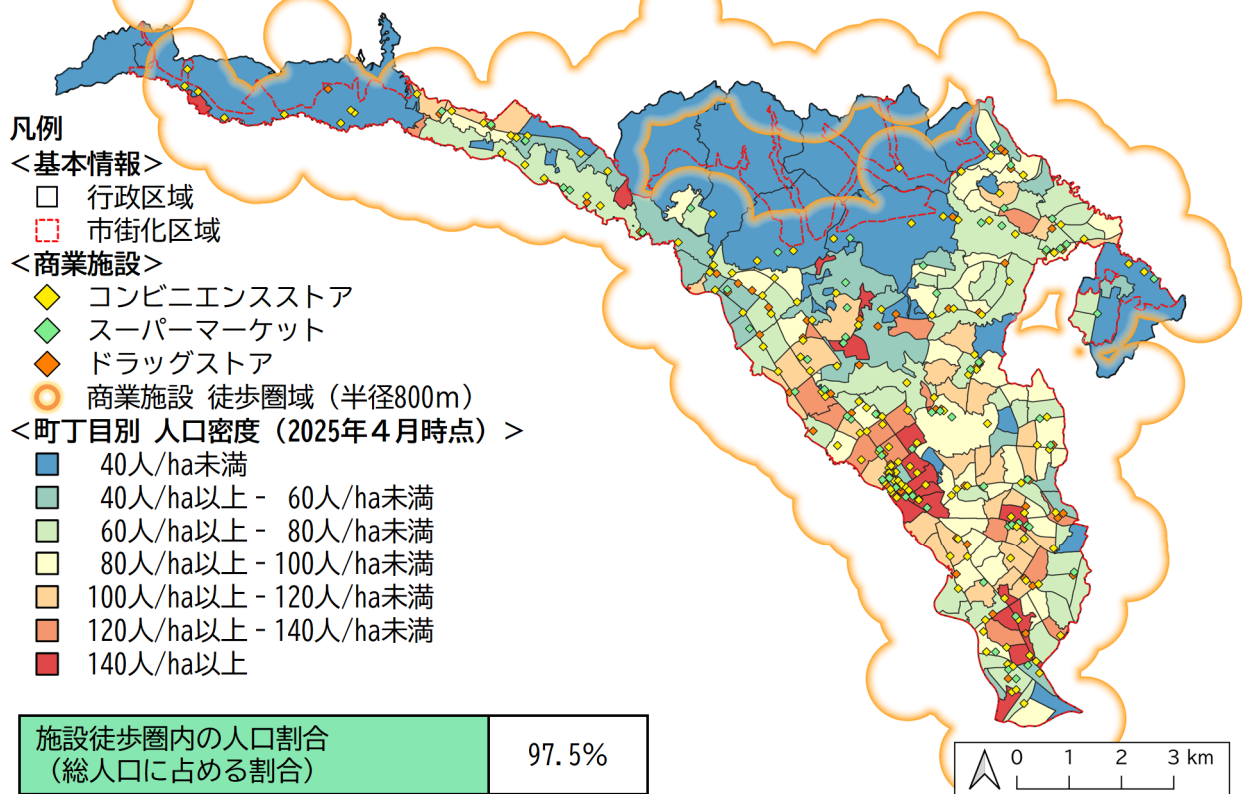 凡例
＜基本情報＞
行政区域
市街化区域
＜商業施設＞
コンビニエンスストア
スーパーマーケット
ドラッグストア
商業施設 徒歩圏域（半径800m）
＜町丁目別 人口密度（2025年４月時点）＞
40人/ha未満
40人/ha以上 - 60人/ha未満
60人/ha以上 - 80人/ha未満
80人/ha以上 - 100人/ha未満
100人/ha以上 - 120人/ha未満
120人/ha以上 - 140人/ha未満
140人/ha以上
施設徒歩圏内の人口割合
（総人口に占める割合）
97.5%
0 1 2 3 km